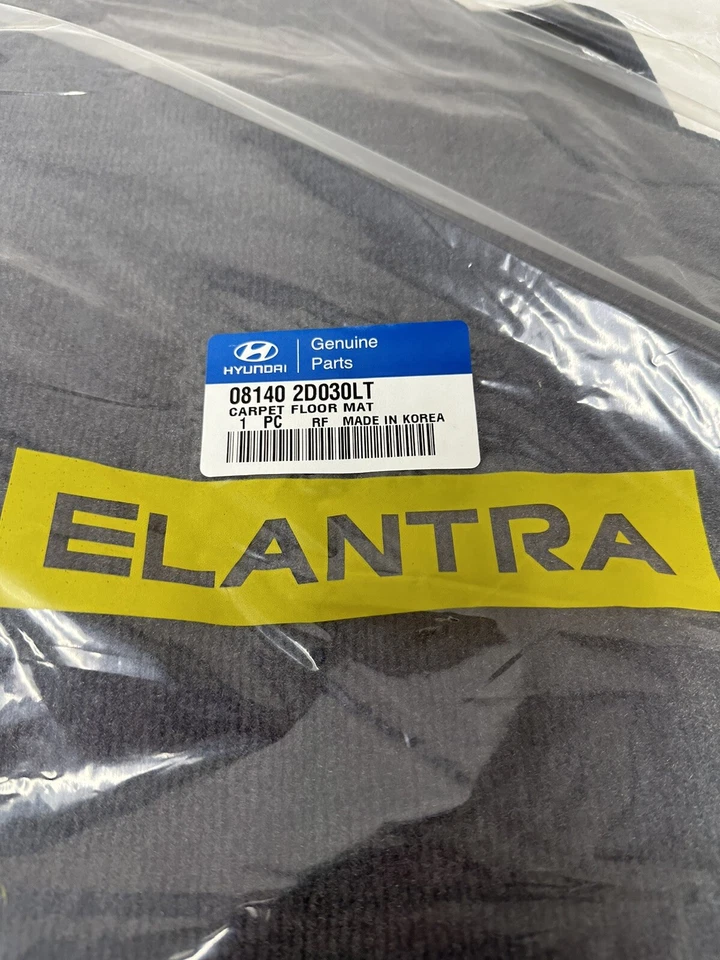 HYUNDAI
Genuine
Parts
08140 2D030LT
CARPET FLOOR MAT
1 PC RF MADE IN KOREA
ELANTRA